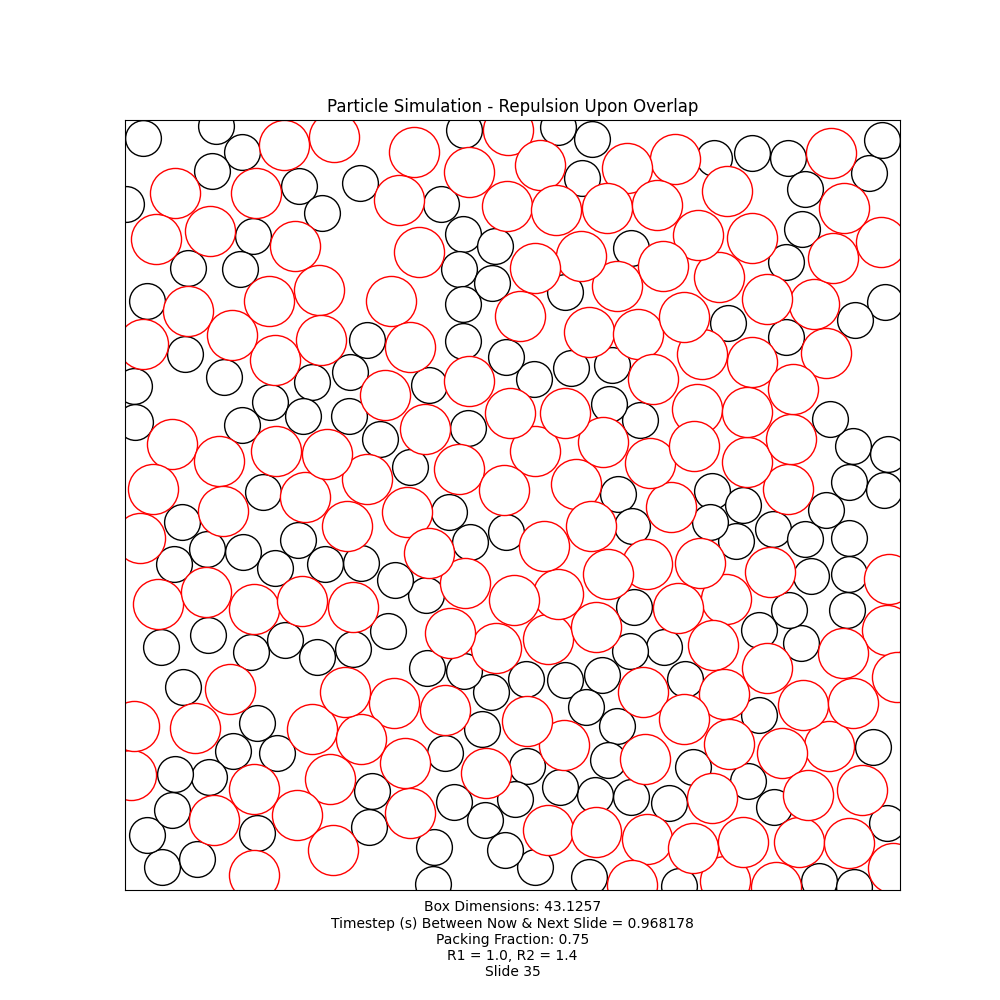 Particle Simulation - Repulsion Upon Overlap
Box Dimensions: 43.1257
Timestep (s) Between Now & Next Slide = 0.968178
Packing Fraction: 0.75
R1 = 1.0, R2 = 1.4
Slide 35